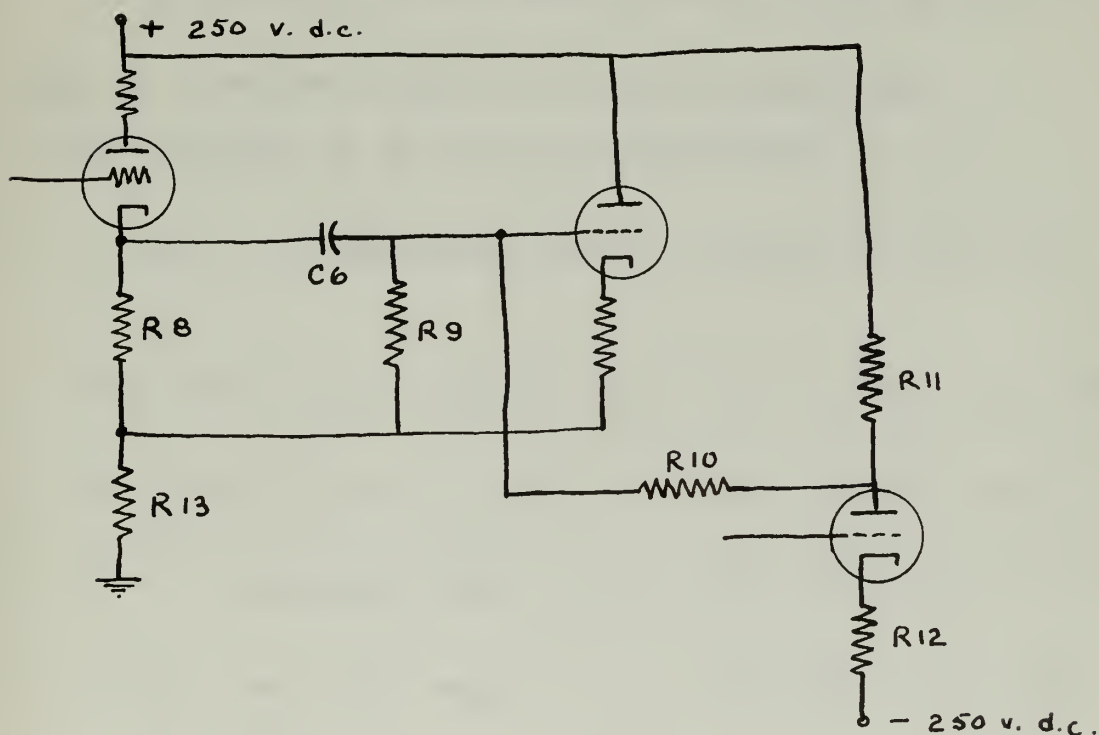 + 250 v. d.c.
C6
R8
R9
R11
R10
R13
R12
- 250 v. d.c.